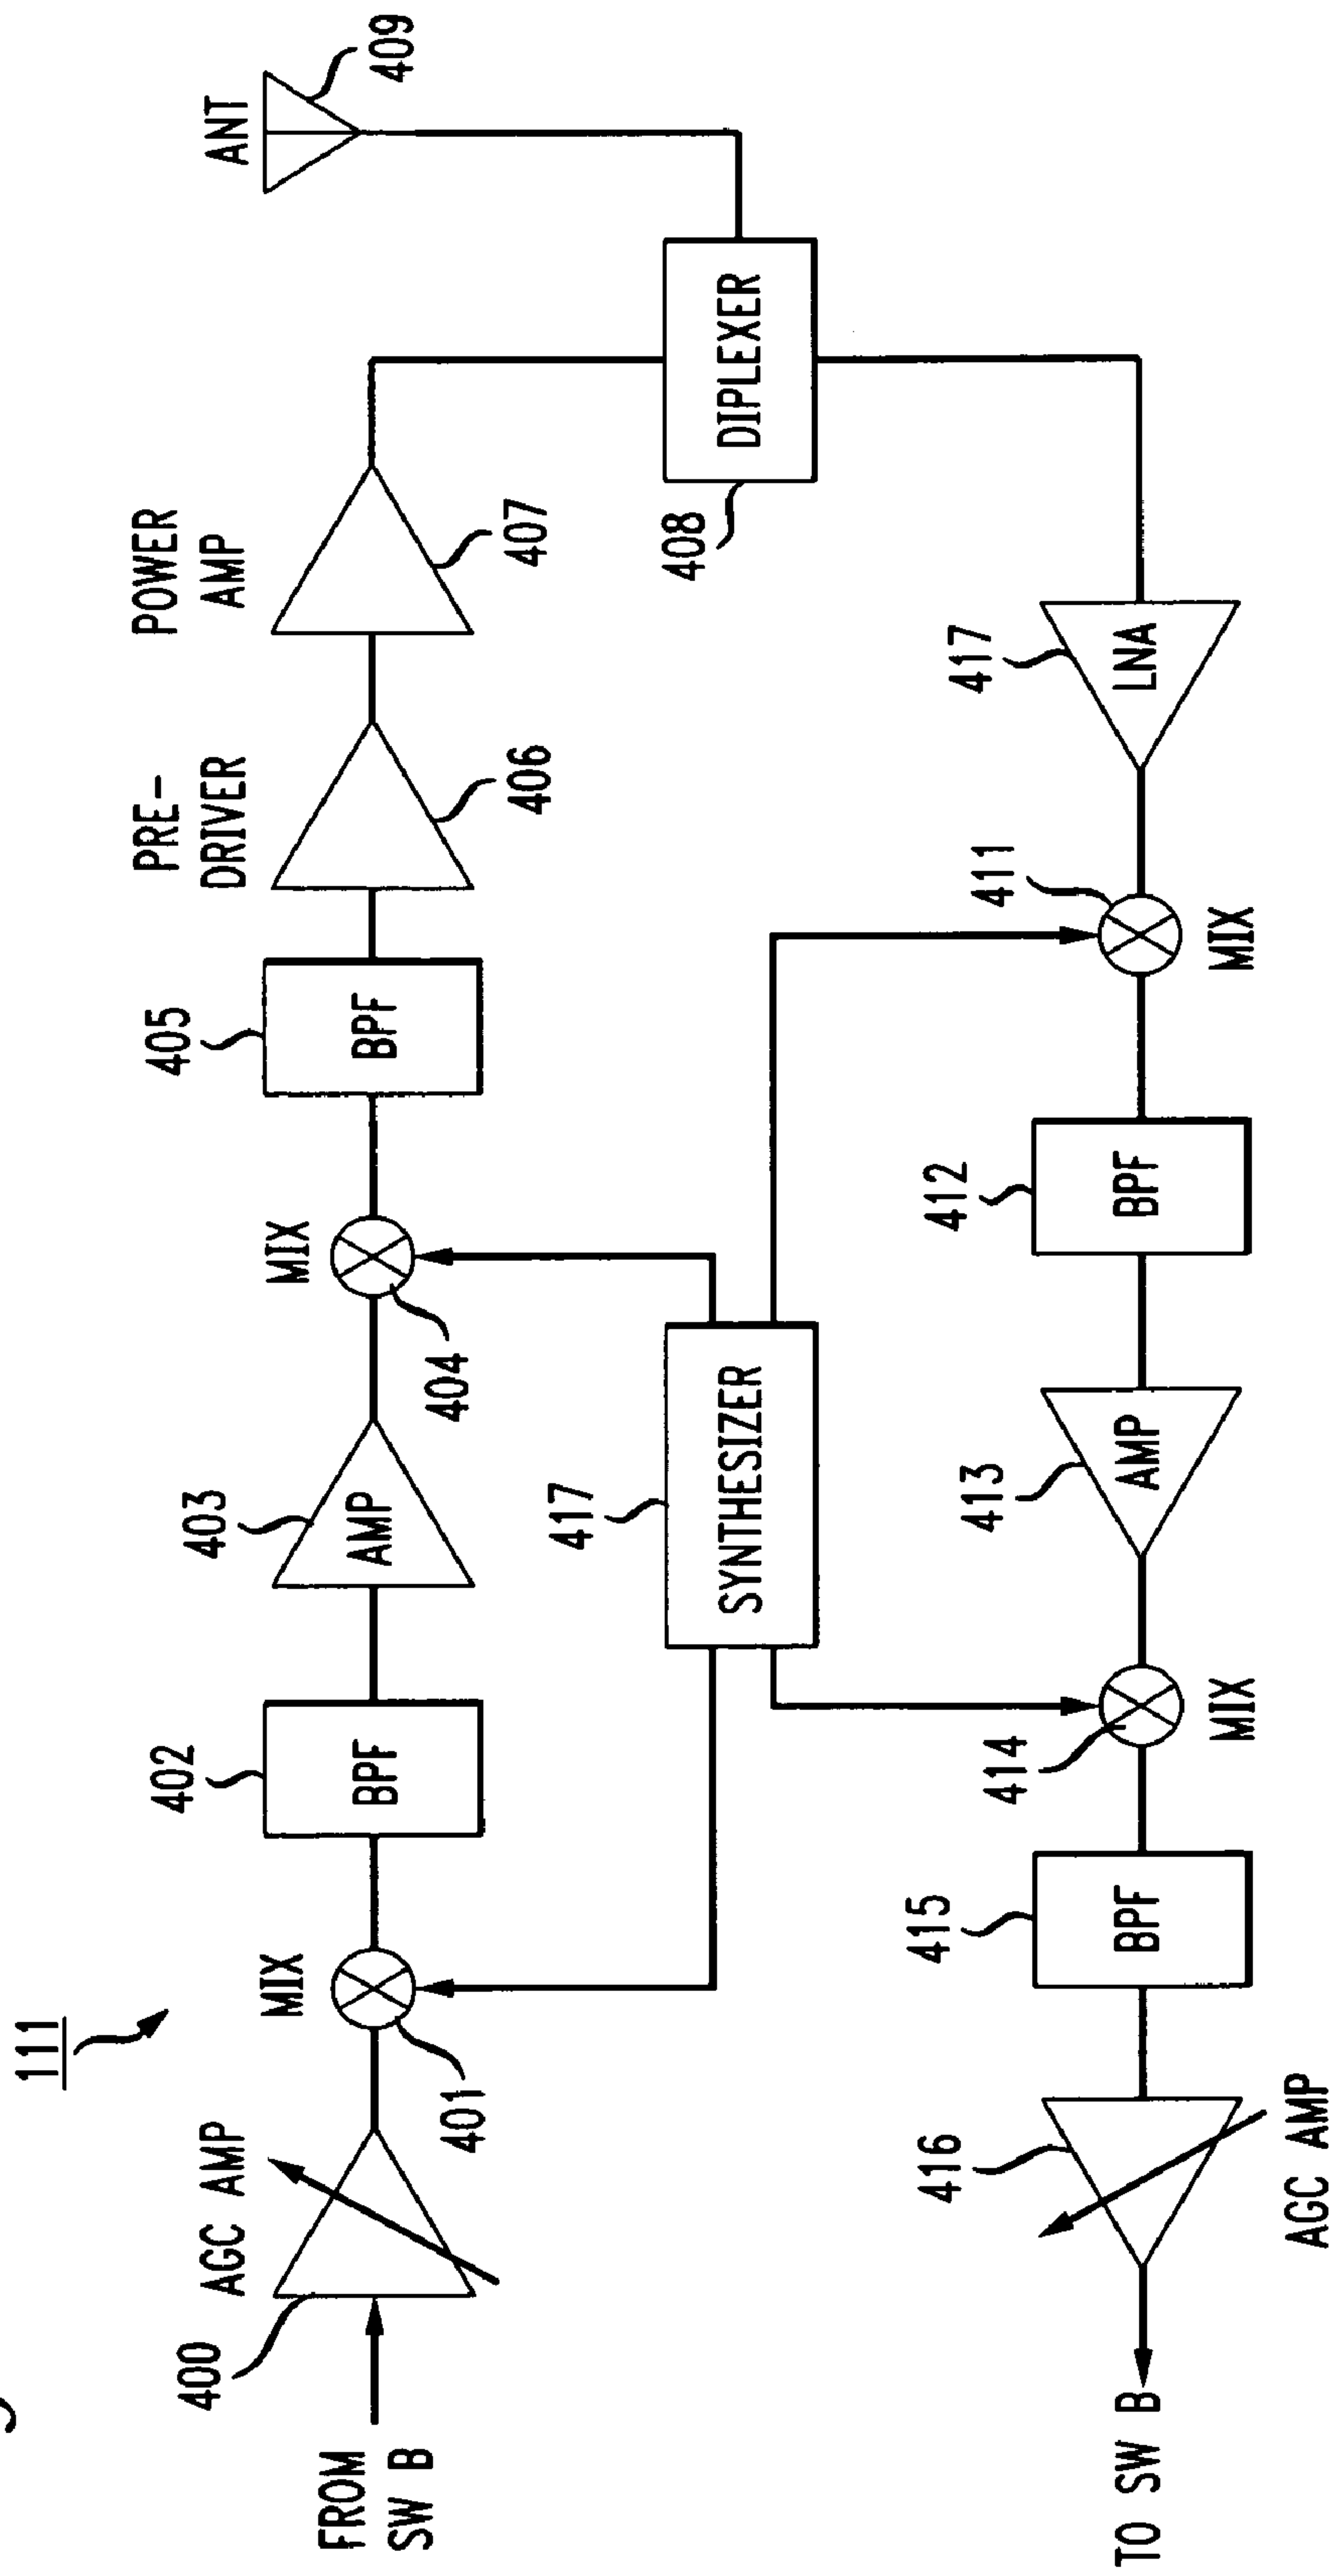 111
FROM
SW B
400
AGC AMP
401
MIX
402
BPF
403
AMP
404
MIX
405
BPF
PRE-
DRIVER
406
POWER
AMP
407
ANT
409
408
DIPLEXER
417
SYNTHESIZER
417
LNA
411
MIX
412
BPF
413
AMP
414
MIX
415
BPF
416
AGC AMP
TO SW B